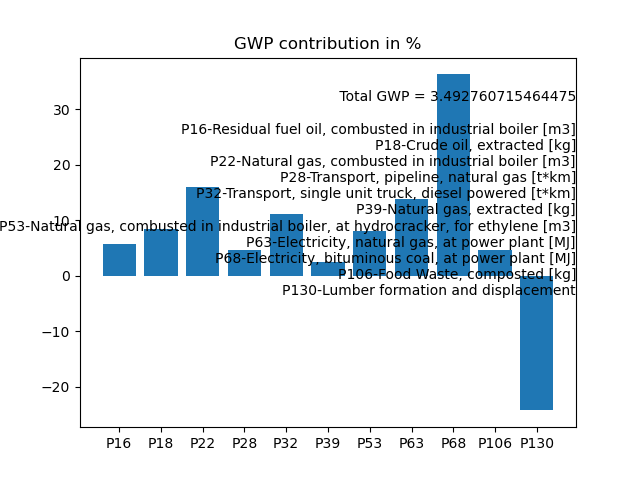 GWP contribution in %
Total GWP = 3.492760715464475
P16-Residual fuel oil, combusted in industrial boiler [m3]
P18-Crude oil, extracted [kg]
P22-Natural gas, combusted in industrial boiler [m3]
P28-Transport, pipeline, natural gas [t*km]
P32-Transport, single unit truck, diesel powered [t*km]
P39-Natural gas, extracted [kg]
P53-Natural gas, combusted in industrial boiler, at hydrocracker, for ethylene [m3]
P63-Electricity, natural gas, at power plant [MJ]
P68-Electricity, bituminous coal, at power plant [MJ]
P106-Food Waste, composted [kg]
P130-Lumber formation and displacement
30
20
10
0
−10
−20
P16 P18 P22 P28 P32 P39 P53 P63 P68 P106 P130